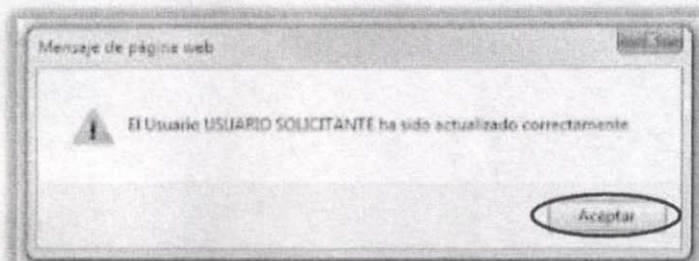 Mensaje de página web
El Usuario USUARIO SOLICITANTE ha sido actualizado correctamente
Aceptar